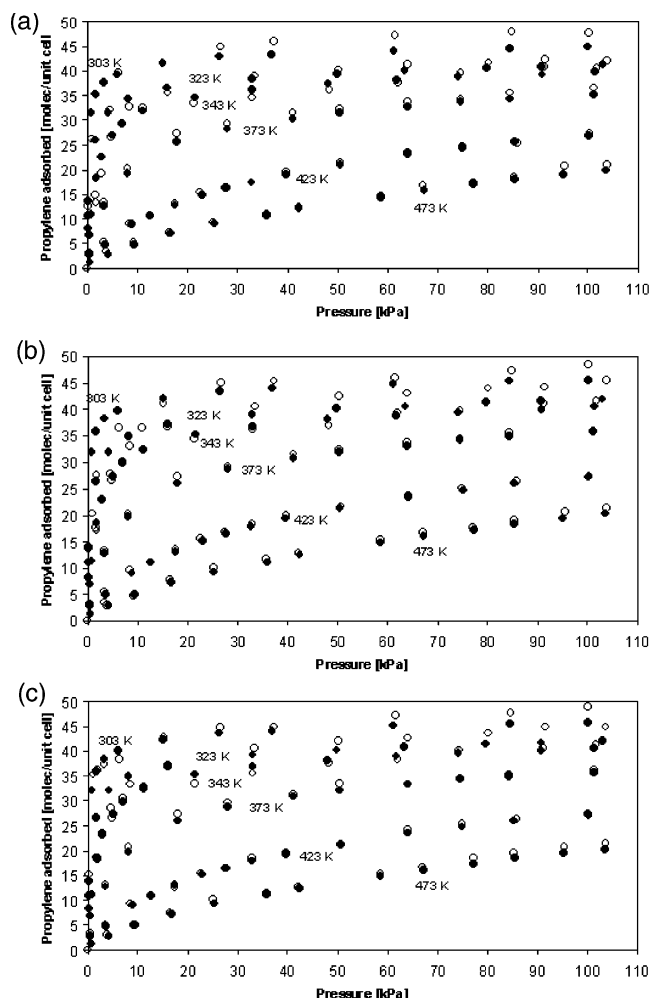 (a)
Propylene adsorbed [molec/unit cell]
50
45
40
35
30
25
20
15
10
5
0
303 K
323 K
343 K
373 K
423 K
473 K
0 10 20 30 40 50 60 70 80 90 100 110
Pressure [kPa]
(b)
Propylene adsorbed [molec/unit cell]
50
45
40
35
30
25
20
15
10
5
0
303 K
323 K
343 K
373 K
423 K
473 K
0 10 20 30 40 50 60 70 80 90 100 110
Pressure [kPa]
(c)
Propylene adsorbed [molec/unit cell]
50
45
40
35
30
25
20
15
10
5
0
303 K
323 K
343 K
373 K
423 K
473 K
0 10 20 30 40 50 60 70 80 90 100 110
Pressure [kPa]